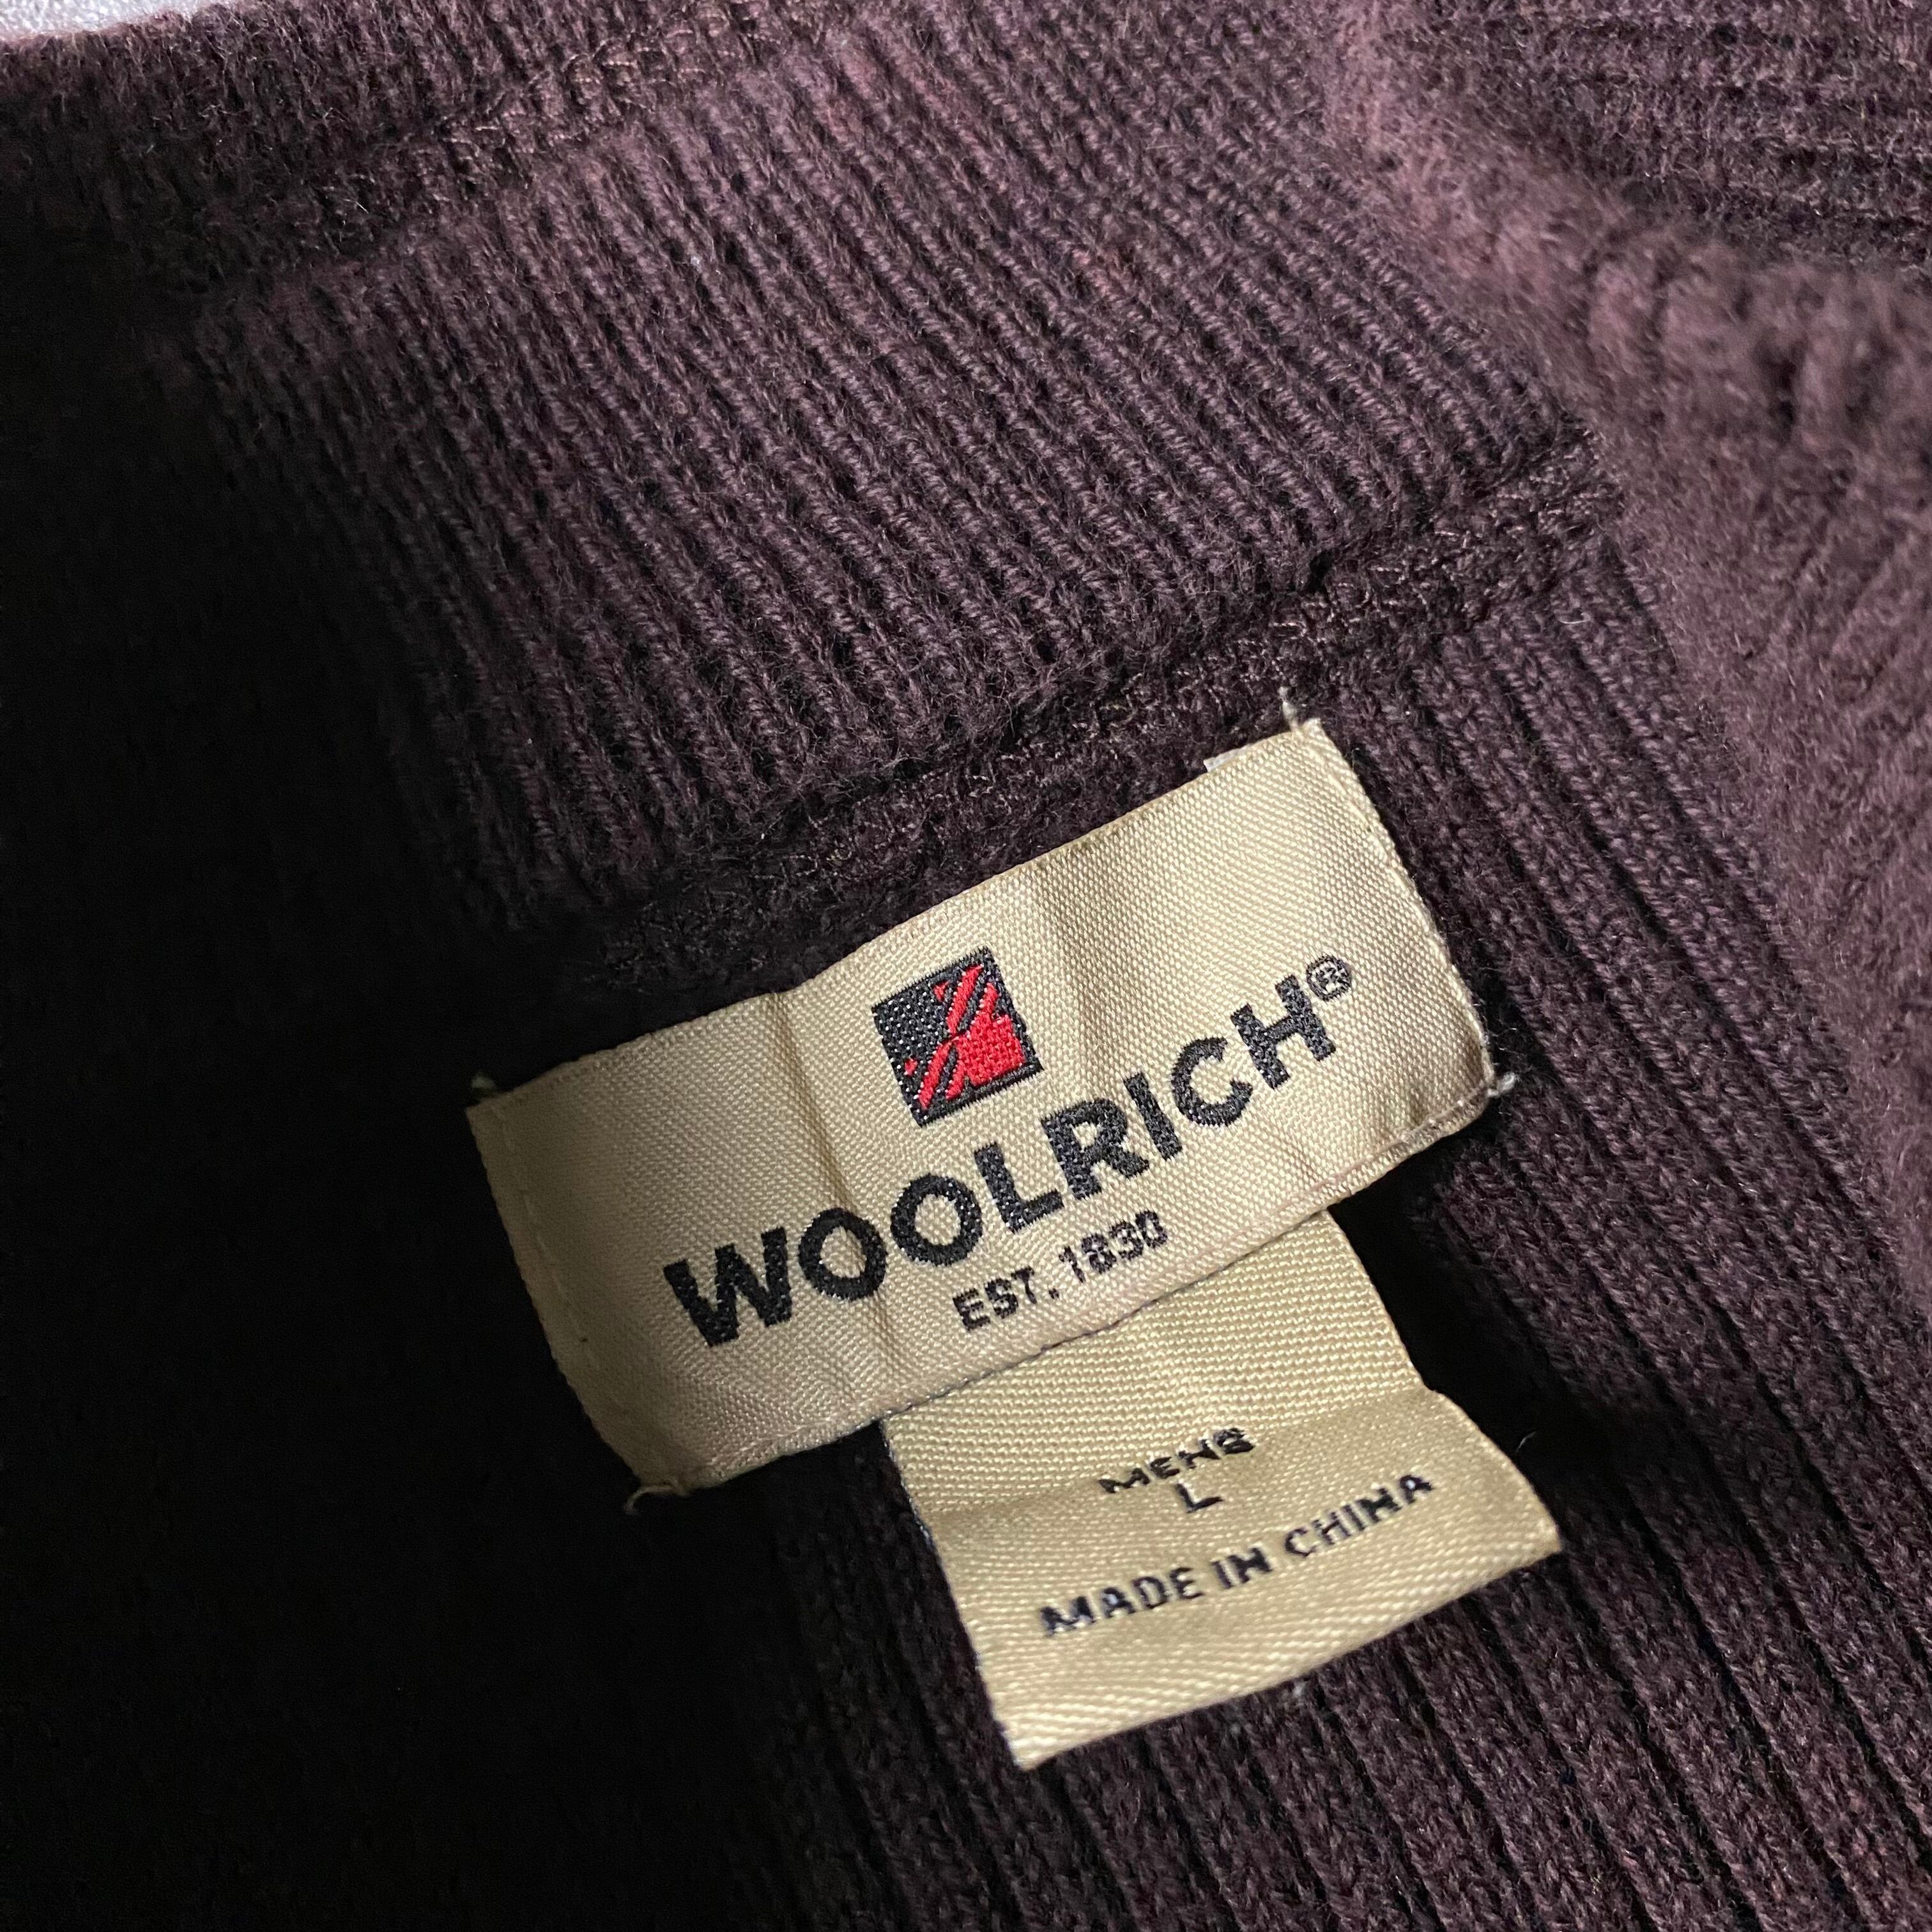 WOOLRICH®
EST. 1830
MENS
L
MADE IN CHINA